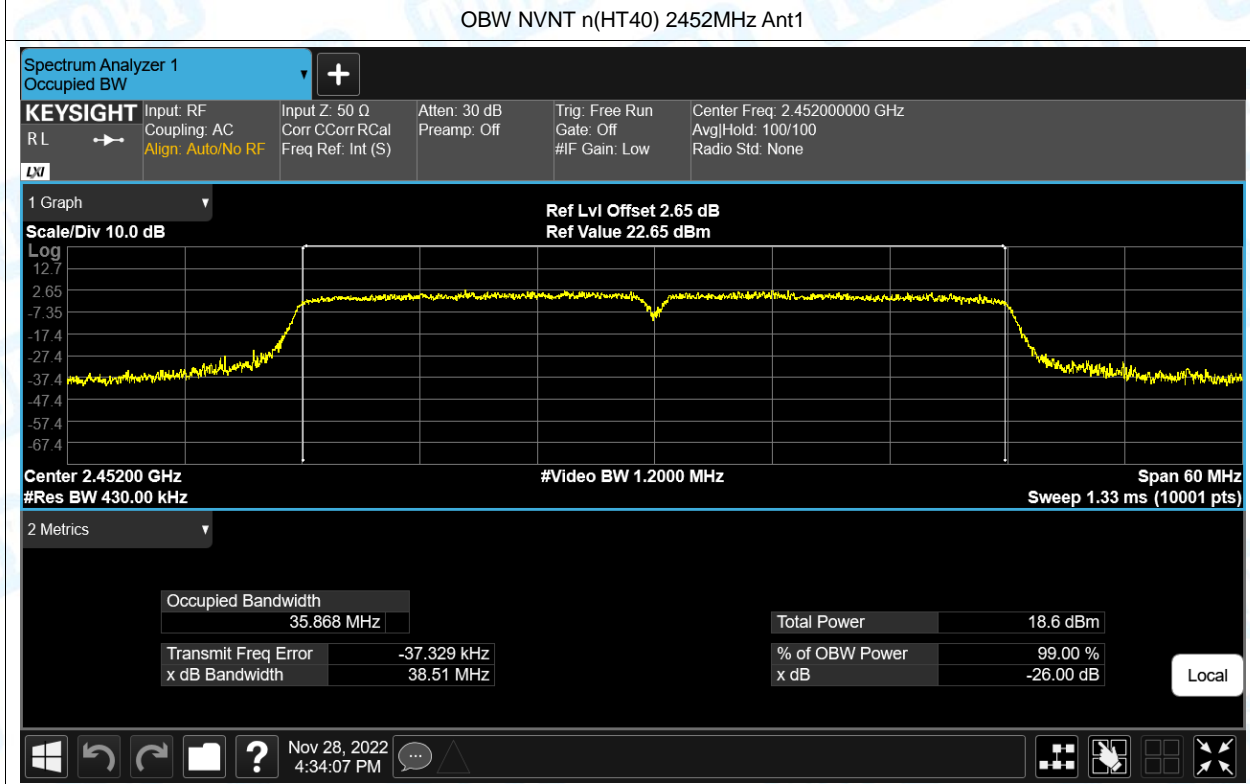 OBW NVNT n(HT40) 2452MHz Ant1
Spectrum Analyzer 1
Occupied BW
KEYSIGHT
R L
LXI
Input: RF
Coupling: AC
Align: Auto/No RF
Input Z: 50 Ω
Corr CCorr RCal
Freq Ref: Int (S)
Atten: 30 dB
Preamp: Off
Trig: Free Run
Gate: Off
#IF Gain: Low
Center Freq: 2.452000000 GHz
Avg|Hold: 100/100
Radio Std: None
1 Graph
Scale/Div 10.0 dB
Ref Lvl Offset 2.65 dB
Ref Value 22.65 dBm
Log
12.7
2.65
-7.35
-17.4
-27.4
-37.4
-47.4
-57.4
-67.4
Center 2.45200 GHz
#Video BW 1.2000 MHz
Span 60 MHz
#Res BW 430.00 kHz
Sweep 1.33 ms (10001 pts)
2 Metrics
Occupied Bandwidth
35.868 MHz
Total Power 18.6 dBm
Transmit Freq Error -37.329 kHz
% of OBW Power 99.00 %
x dB Bandwidth 38.51 MHz
x dB -26.00 dB
Local
?
Nov 28, 2022
4:34:07 PM